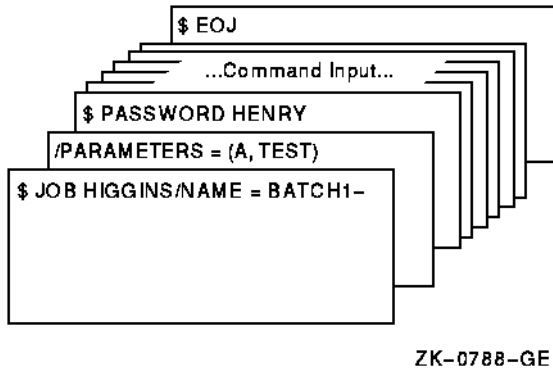 $ EOJ
...Command Input...
$ PASSWORD HENRY
/PARAMETERS = (A, TEST)
$ JOB HIGGINS/NAME = BATCH1–
ZK–0788–GE